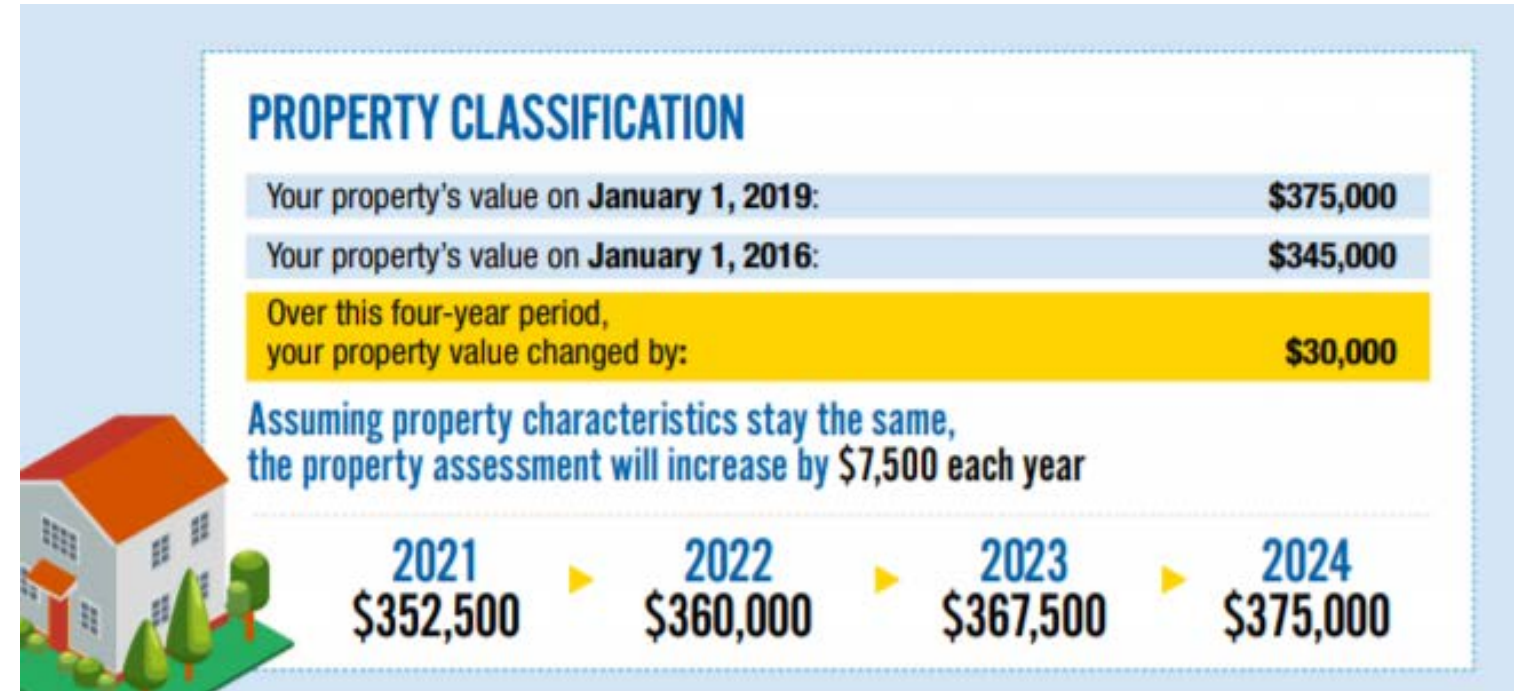 PROPERTY CLASSIFICATION
Your property's value on January 1, 2019: $375,000
Your property's value on January 1, 2016: $345,000
Over this four-year period,
your property value changed by: $30,000
Assuming property characteristics stay the same,
the property assessment will increase by $7,500 each year
2021 2022 2023 2024
$352,500 $360,000 $367,500 $375,000